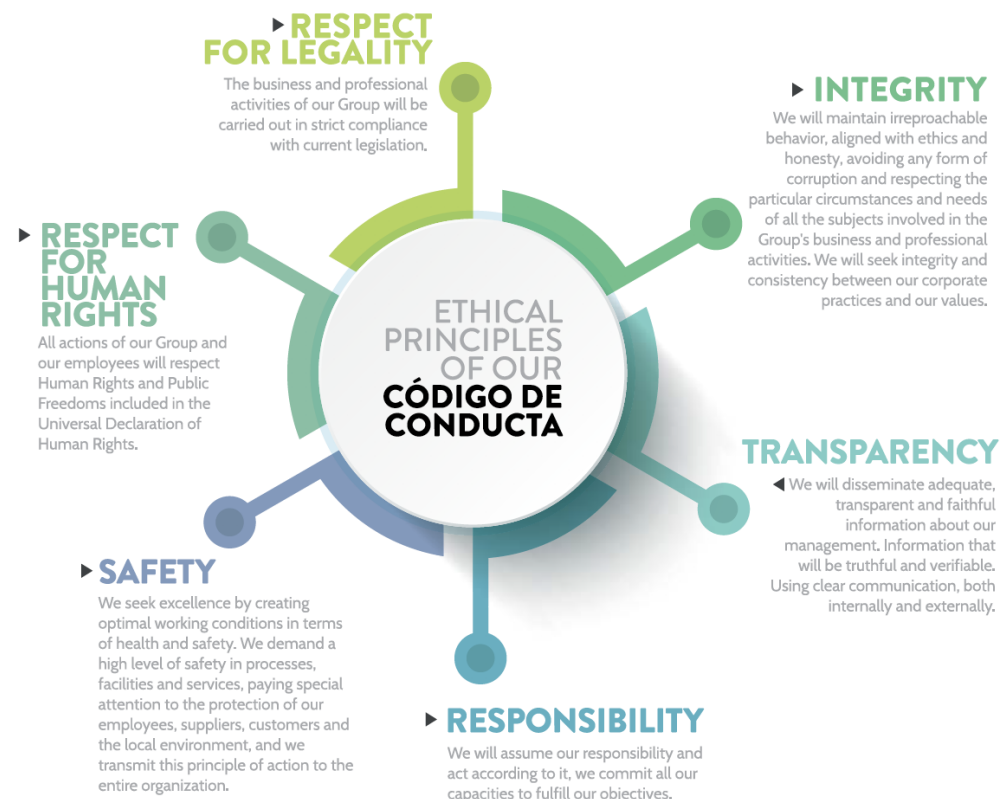 RESPECT
FOR LEGALITY
The business and professional
activities of our Group will be
carried out in strict compliance
with current legislation.
INTEGRITY
We will maintain irreproachable
behavior, aligned with ethics and
honesty, avoiding any form of
corruption and respecting the
particular circumstances and needs
of all the subjects involved in the
Group's business and professional
activities. We will seek integrity and
consistency between our corporate
practices and our values.
RESPECT
FOR
HUMAN
RIGHTS
All actions of our Group and
our employees will respect
Human Rights and Public
Freedoms included in the
Universal Declaration of
Human Rights.
ETHICAL
PRINCIPLES
OF OUR
CÓDIGO DE
CONDUCTA
TRANSPARENCY
We will disseminate adequate,
transparent and faithful
information about our
management. Information that
will be truthful and verifiable.
Using clear communication, both
internally and externally.
SAFETY
We seek excellence by creating
optimal working conditions in terms
of health and safety. We demand a
high level of safety in processes,
facilities and services, paying special
attention to the protection of our
employees, suppliers, customers and
the local environment, and we
transmit this principle of action to the
entire organization.
RESPONSIBILITY
We will assume our responsibility and
act according to it, we commit all our
capacities to fulfill our objectives.